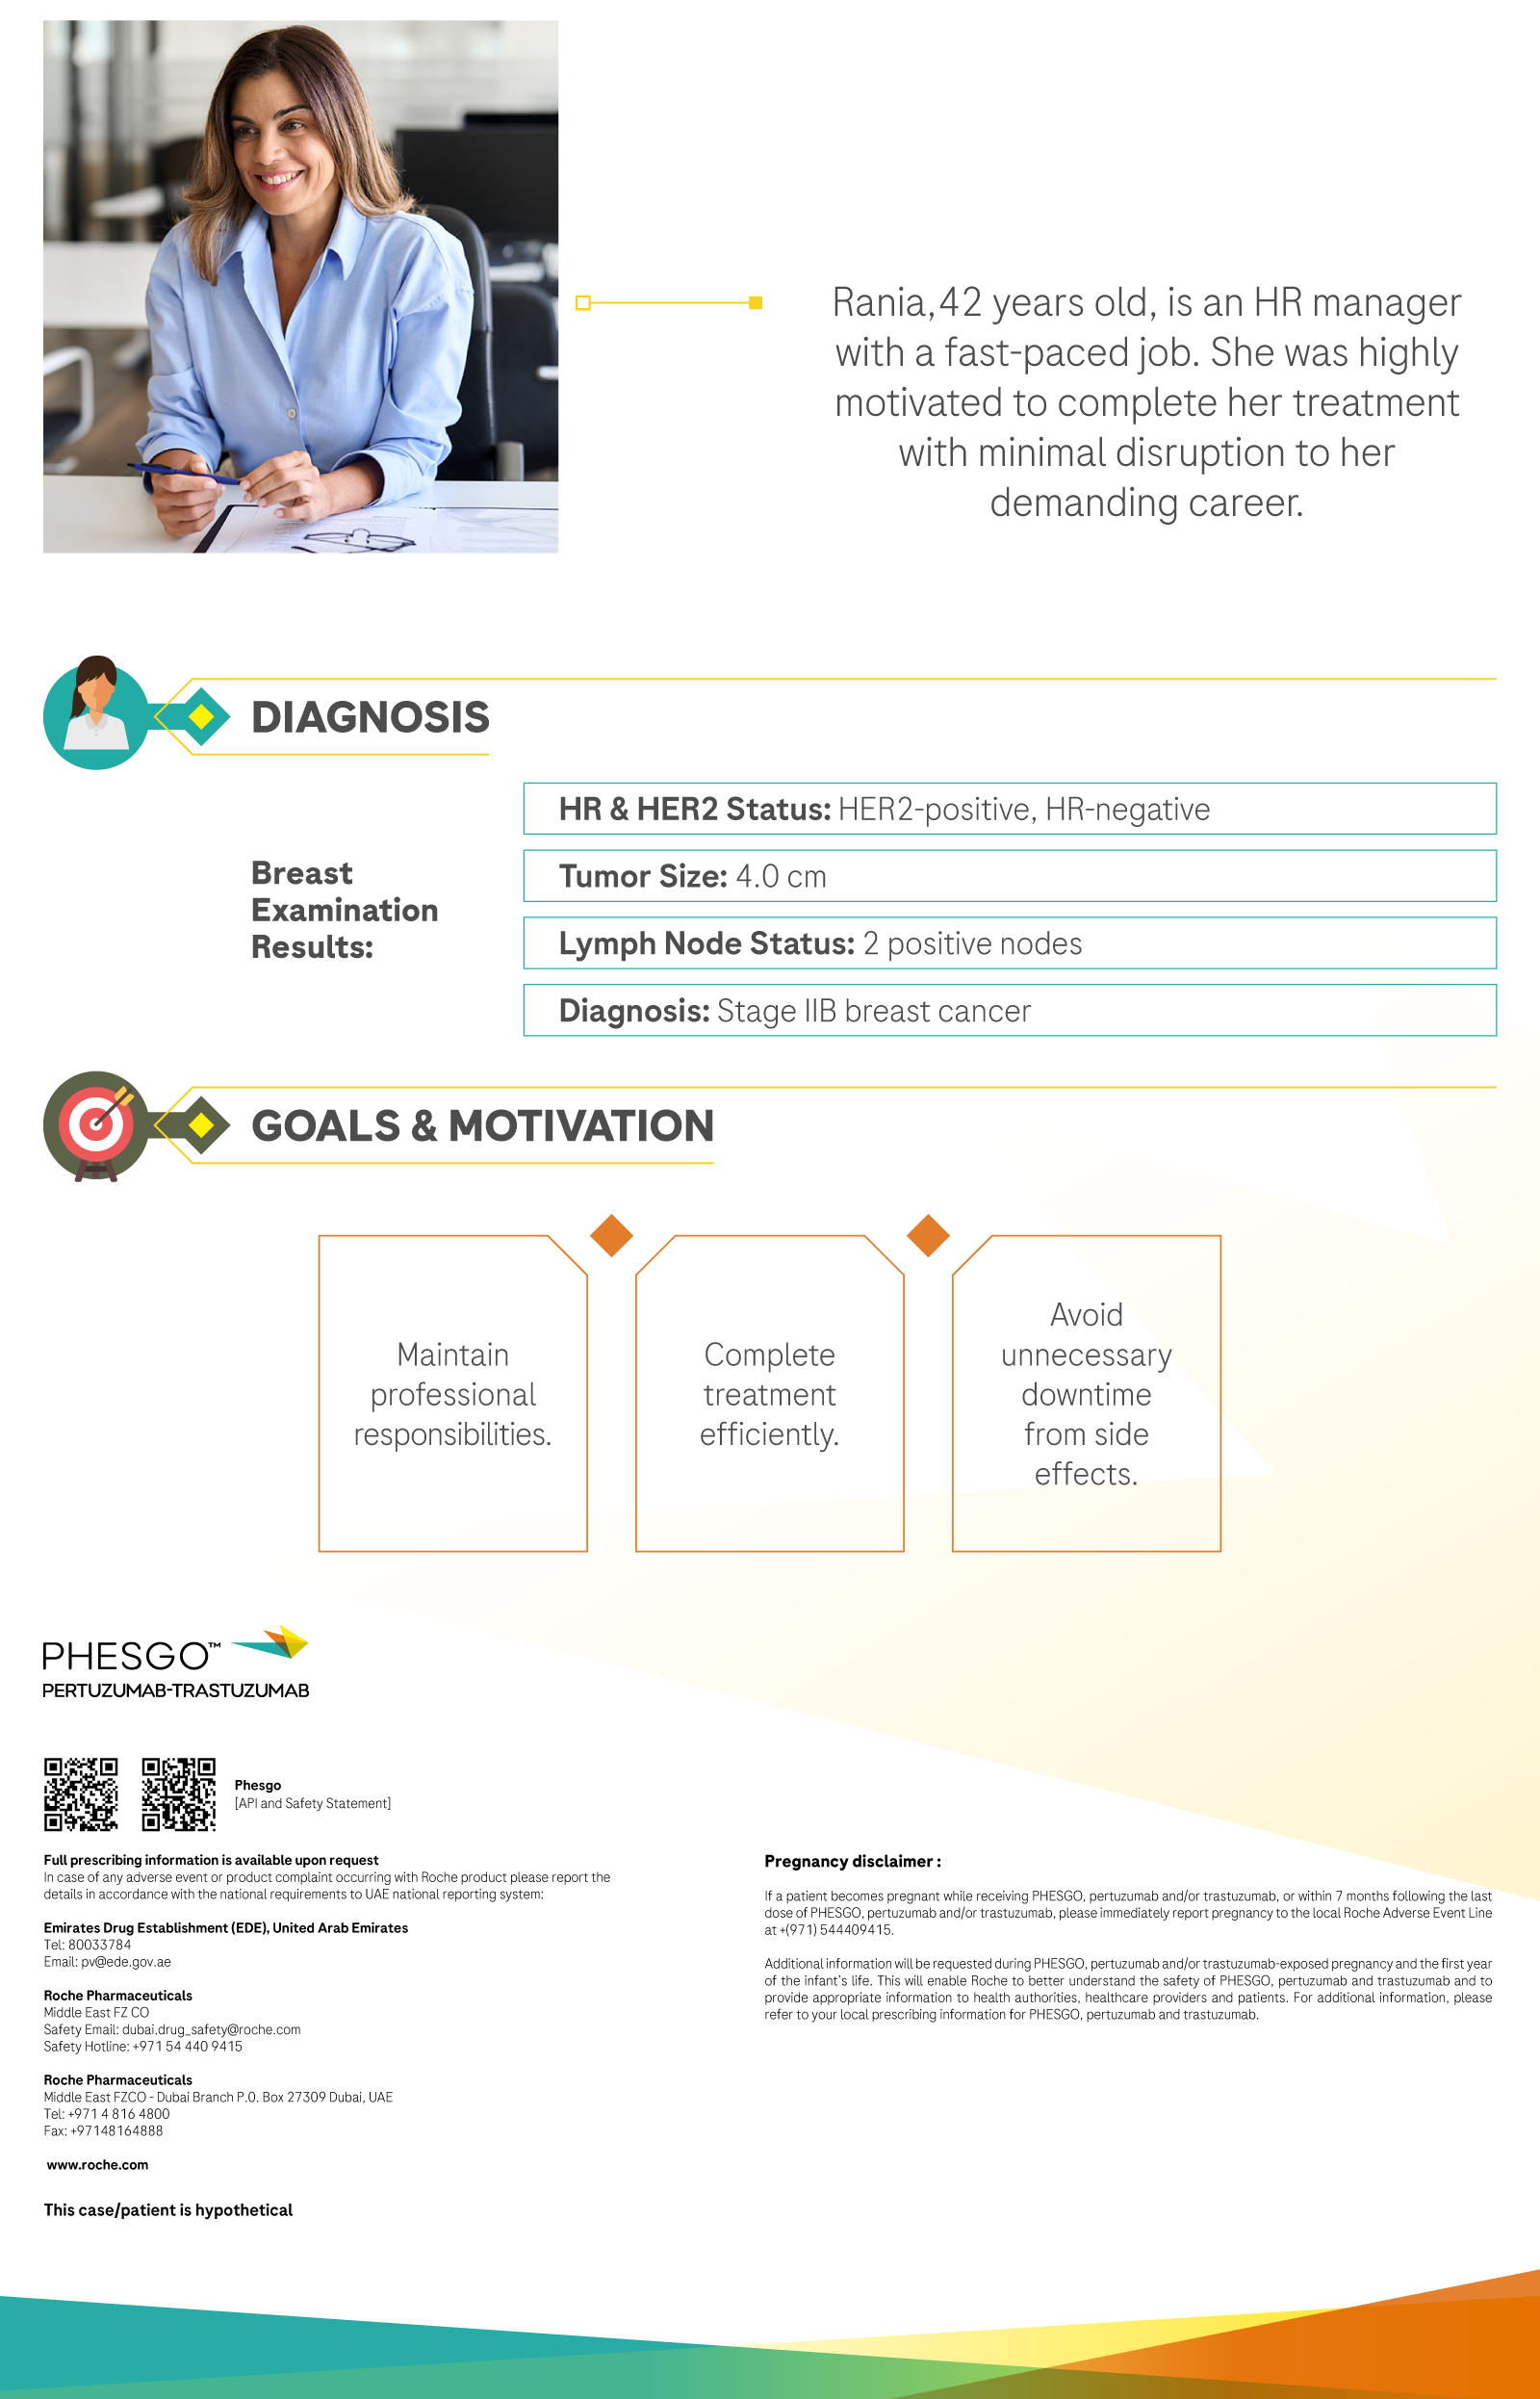 Rania,42 years old, is an HR manager
with a fast-paced job. She was highly
motivated to complete her treatment
with minimal disruption to her
demanding career.
DIAGNOSIS
Breast
Examination
Results:
HR & HER2 Status: HER2-positive, HR-negative
Tumor Size: 4.0 cm
Lymph Node Status: 2 positive nodes
Diagnosis: Stage IIB breast cancer
GOALS & MOTIVATION
Maintain
professional
responsibilities.
Complete
treatment
efficiently.
Avoid
unnecessary
downtime
from side
effects.
PHESGO™
PERTUZUMAB-TRASTUZUMAB
Phesgo
[API and Safety Statement]
Full prescribing information is available upon request
In case of any adverse event or product complaint occurring with Roche product please report the
details in accordance with the national requirements to UAE national reporting system:
Emirates Drug Establishment (EDE), United Arab Emirates
Tel: 80033784
Email: pv@ede.gov.ae
Roche Pharmaceuticals
Middle East FZ CO
Safety Email: dubai.drug_safety@roche.com
Safety Hotline: +971 54 440 9415
Roche Pharmaceuticals
Middle East FZCO - Dubai Branch P.O. Box 27309 Dubai, UAE
Tel: +971 4 816 4800
Fax: +97148164888
www.roche.com
This case/patient is hypothetical
Pregnancy disclaimer :
If a patient becomes pregnant while receiving PHESGO, pertuzumab and/or trastuzumab, or within 7 months following the last
dose of PHESGO, pertuzumab and/or trastuzumab, please immediately report pregnancy to the local Roche Adverse Event Line
at +(971) 544409415.
Additional information will be requested during PHESGO, pertuzumab and/or trastuzumab-exposed pregnancy and the first year
of the infant's life. This will enable Roche to better understand the safety of PHESGO, pertuzumab and trastuzumab and to
provide appropriate information to health authorities, healthcare providers and patients. For additional information, please
refer to your local prescribing information for PHESGO, pertuzumab and trastuzumab.